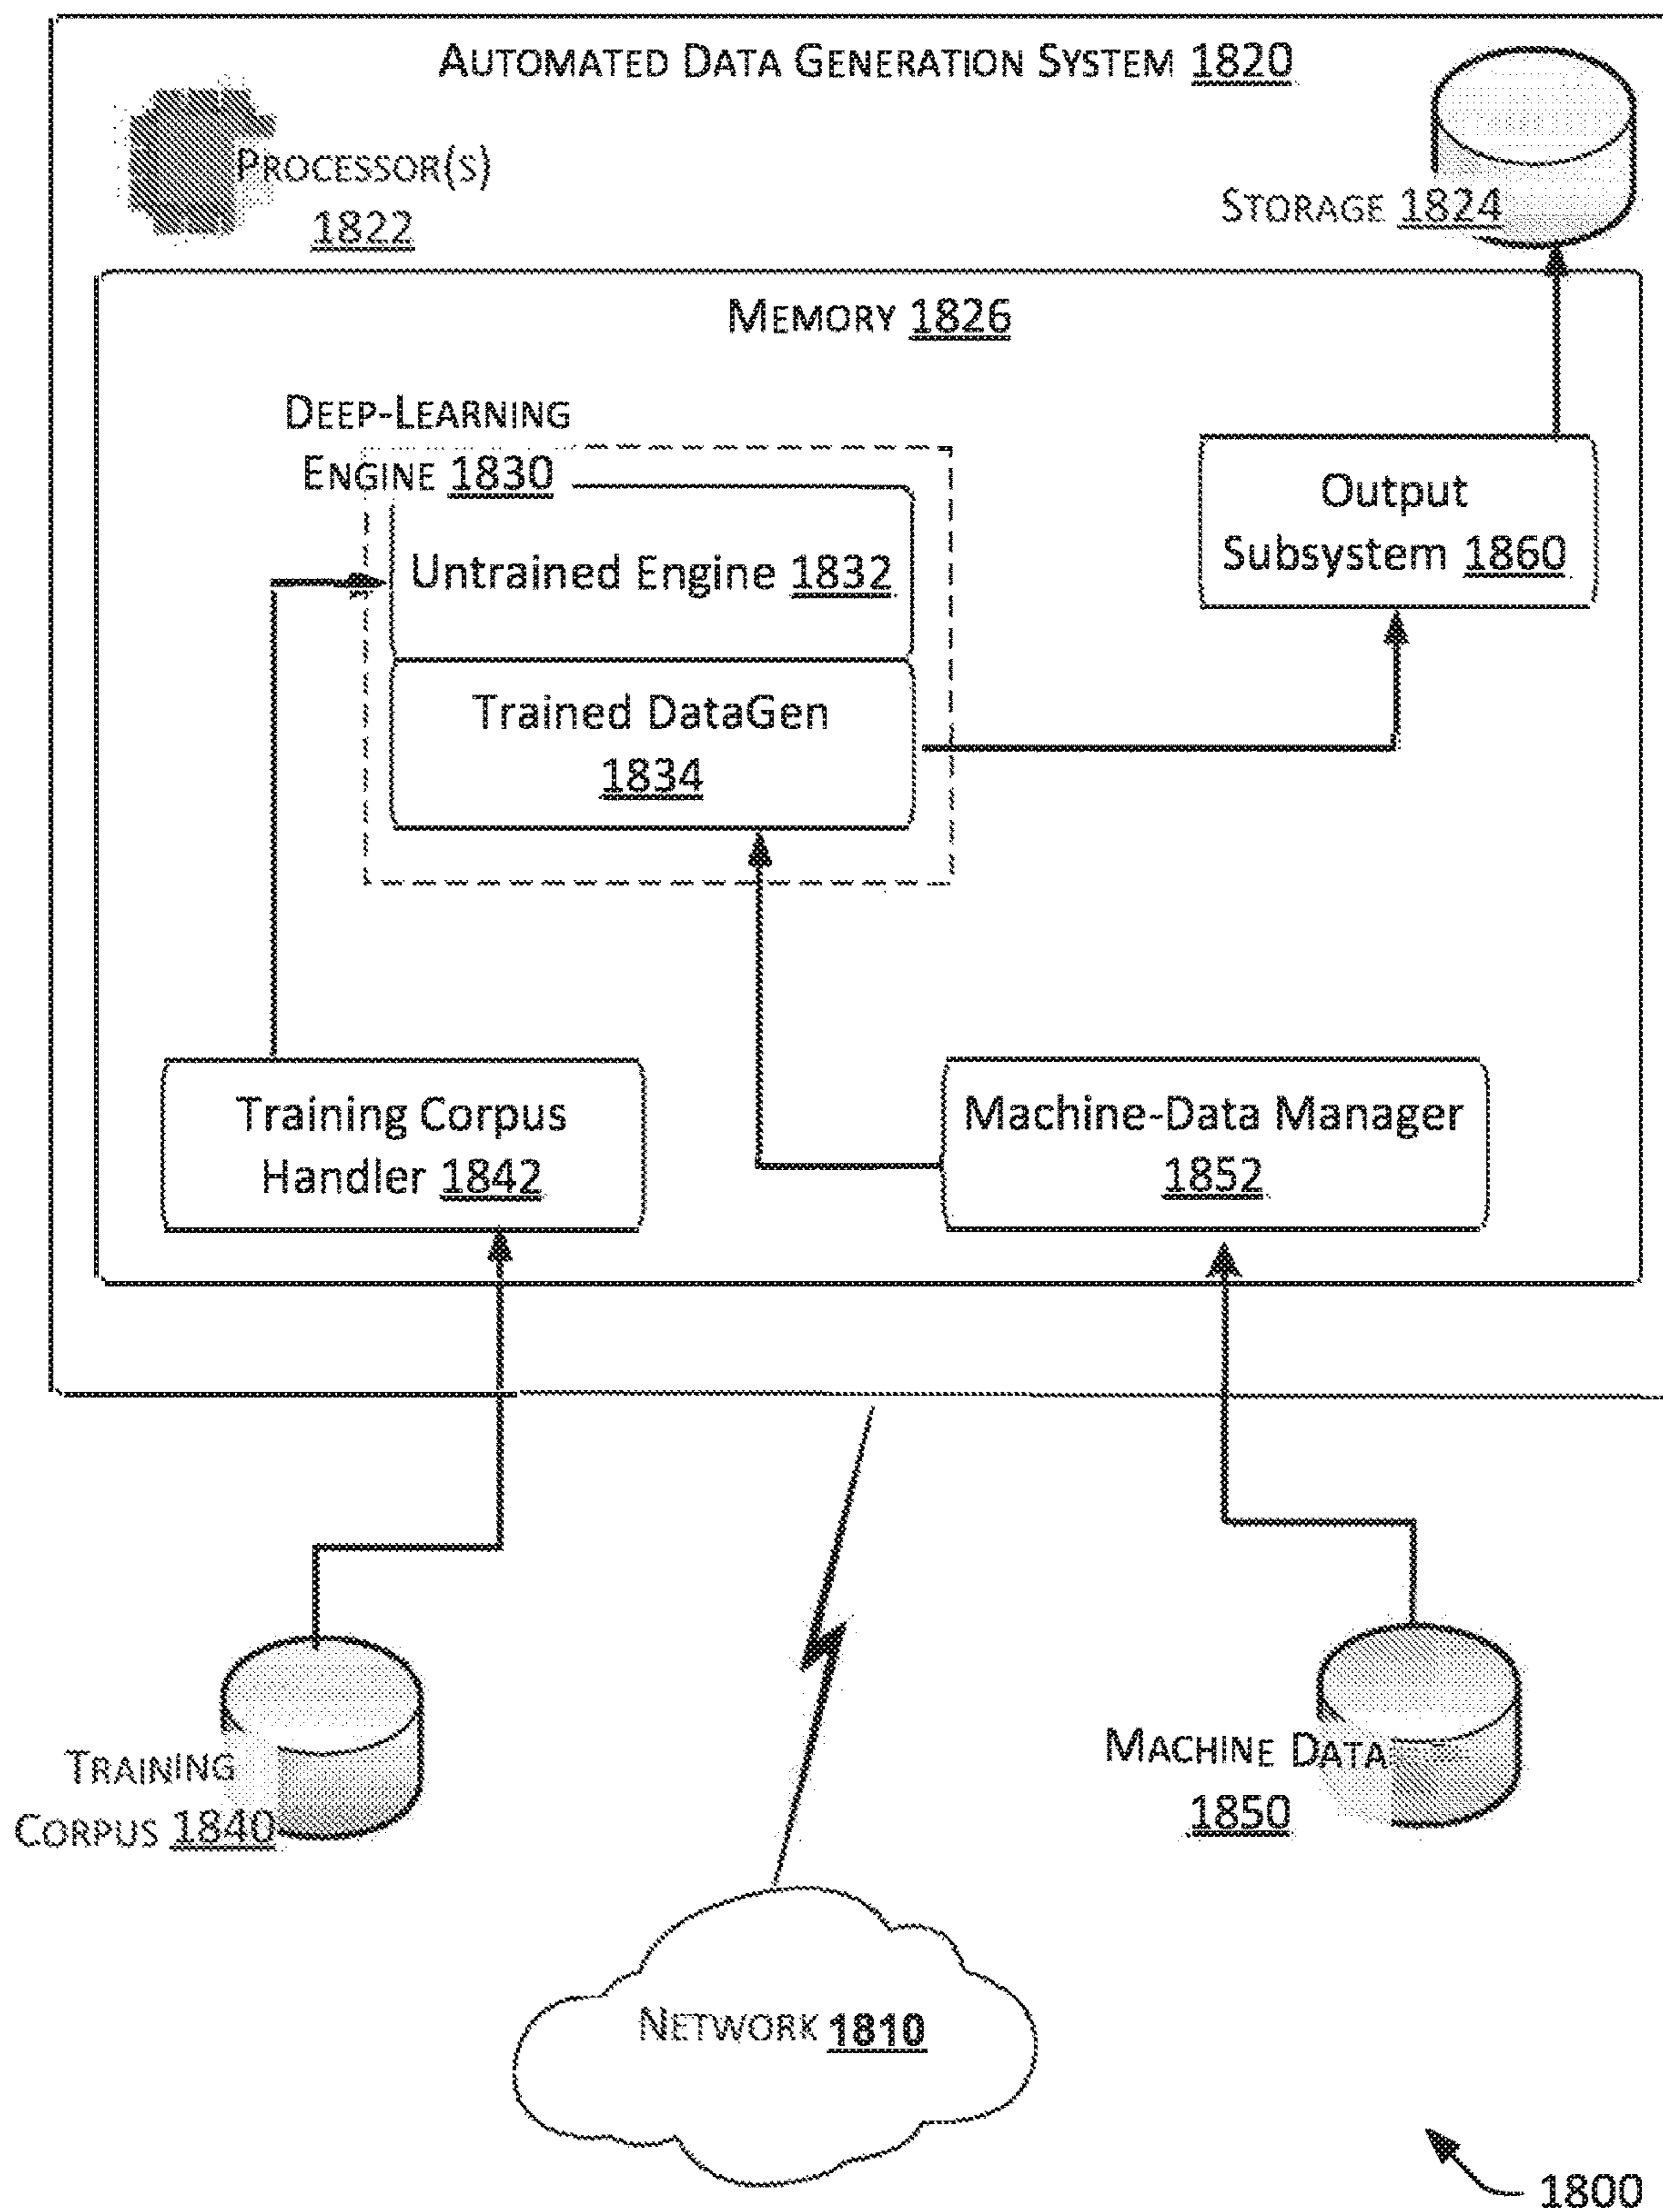 AUTOMATED DATA GENERATION SYSTEM 1820
PROCESSOR(S)
1822
STORAGE 1824
MEMORY 1826
DEEP-LEARNING
ENGINE 1830
Untrained Engine 1832
Trained DataGen
1834
Output
Subsystem 1860
Training Corpus
Handler 1842
Machine-Data Manager
1852
TRAINING
CORPUS 1840
MACHINE DATA
1850
NETWORK 1810
1800